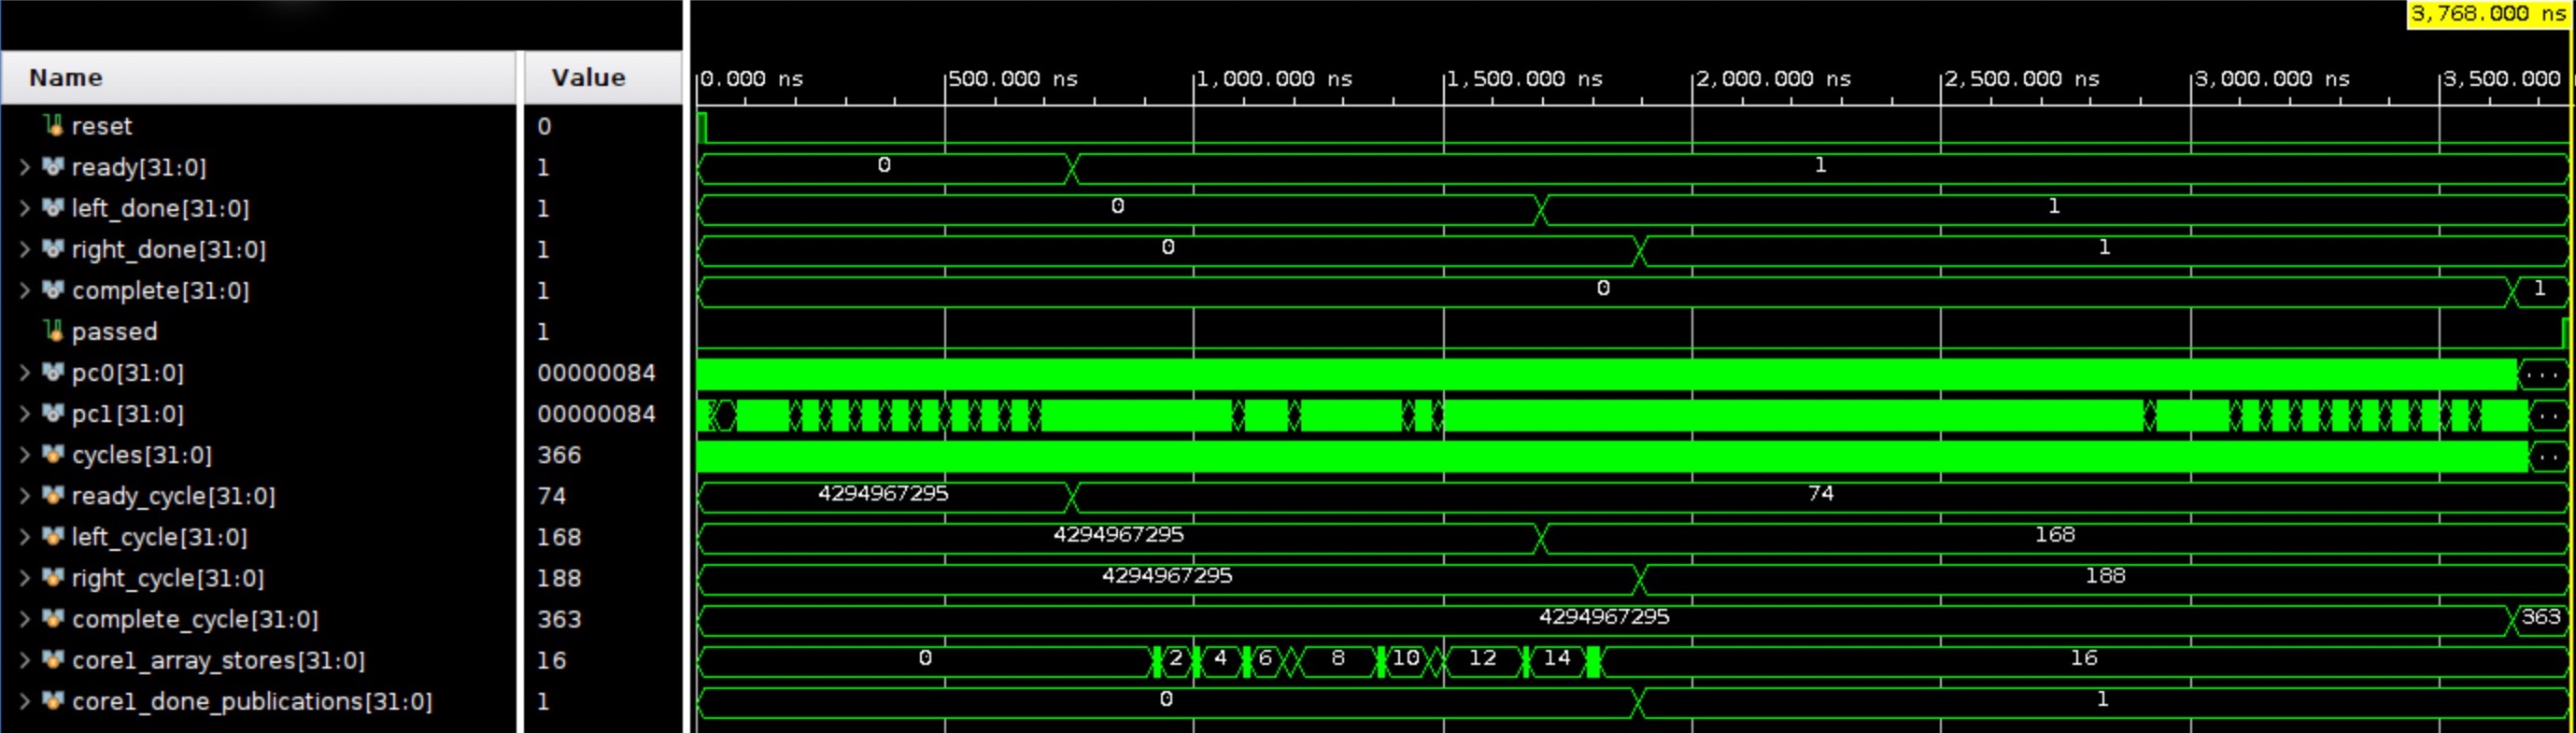 3,768.000 ns
Name Value 0.000 ns 500.000 ns 1,000.000 ns 1,500.000 ns 2,000.000 ns 2,500.000 ns 3,000.000 ns 3,500.000
reset 0
ready[31:0] 1 0 1
left_done[31:0] 1 0 1
right_done[31:0] 1 0 1
complete[31:0] 1 0 1
passed 1
pc0[31:0] 00000084 ...
pc1[31:0] 00000084 ..
cycles[31:0] 366 ..
ready_cycle[31:0] 74 4294967295 74
left_cycle[31:0] 168 4294967295 168
right_cycle[31:0] 188 4294967295 188
complete_cycle[31:0] 363 4294967295 363
core1_array_stores[31:0] 16 0 2 4 6 8 10 12 14 16
core1_done_publications[31:0] 1 0 1